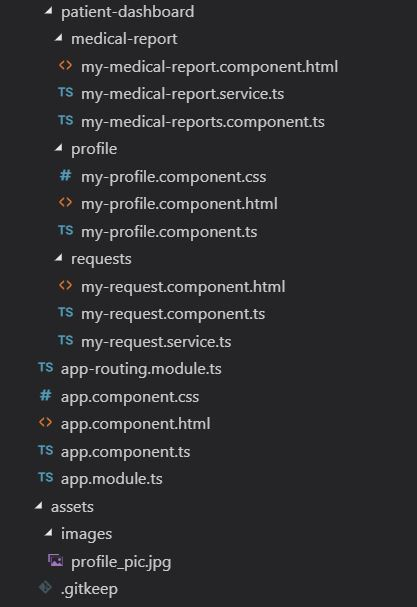 patient-dashboard
medical-report
<> my-medical-report.component.html
TS my-medical-report.service.ts
TS my-medical-reports.component.ts
profile
# my-profile.component.css
<> my-profile.component.html
TS my-profile.component.ts
requests
<> my-request.component.html
TS my-request.component.ts
TS my-request.service.ts
TS app-routing.module.ts
# app.component.css
<> app.component.html
TS app.component.ts
TS app.module.ts
assets
images
profile_pic.jpg
.gitkeep